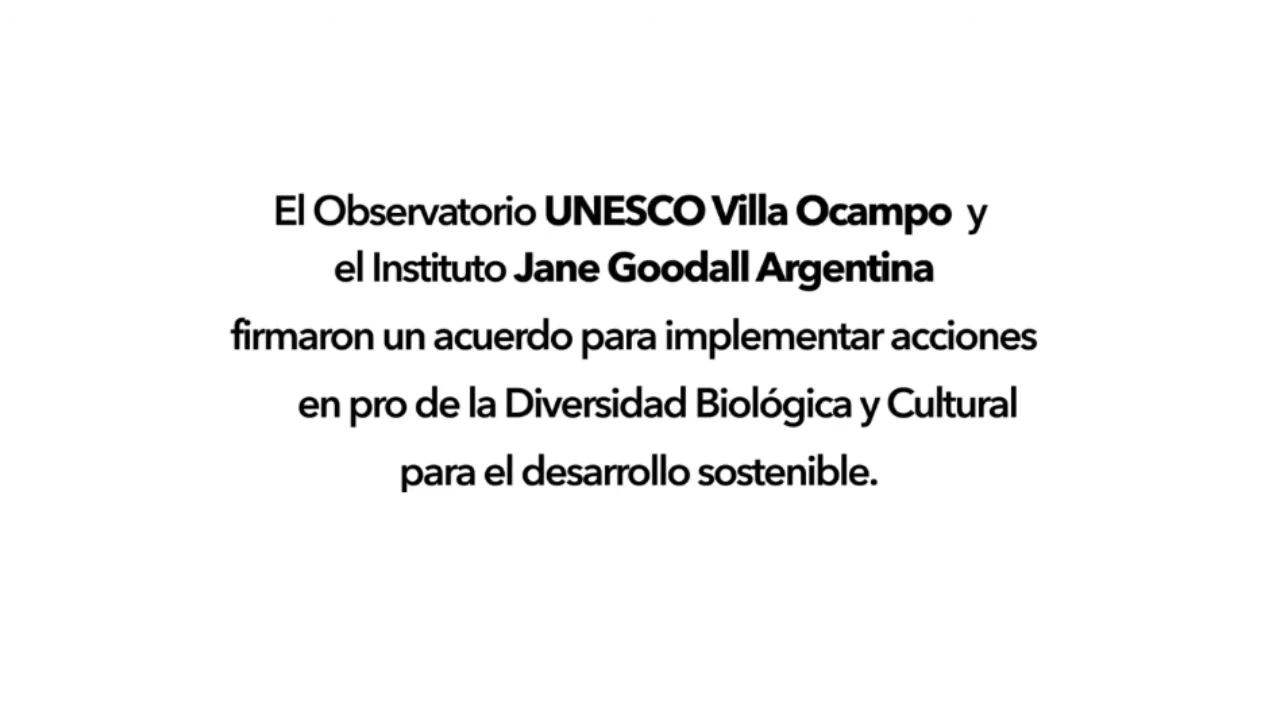 El Observatorio UNESCO Villa Ocampo y
el Instituto Jane Goodall Argentina
firmaron un acuerdo para implementar acciones
en pro de la Diversidad Biológica y Cultural
para el desarrollo sostenible.